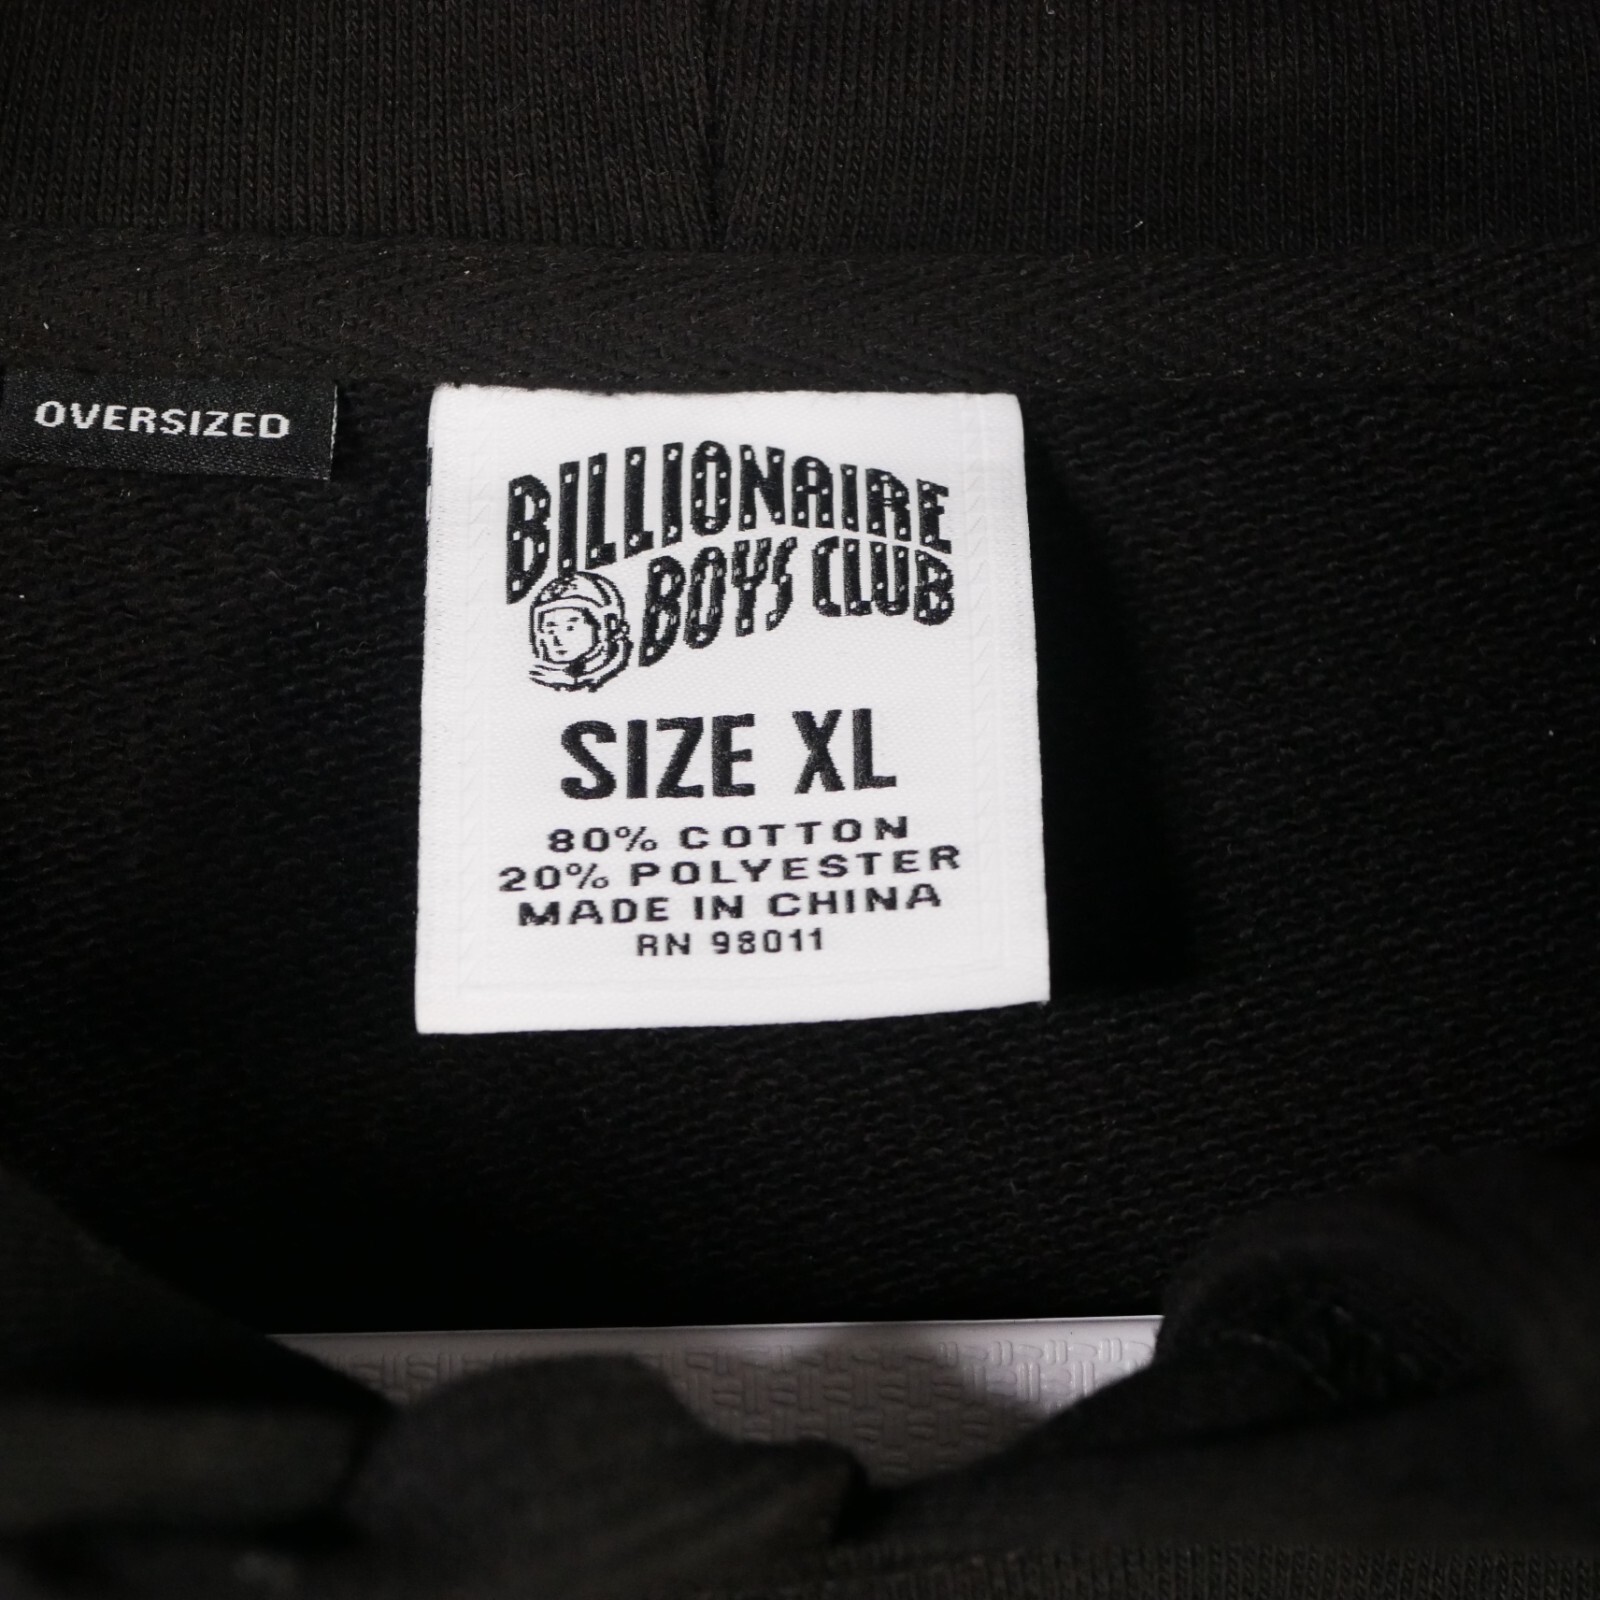 OVERSIZED
BILLIONAIRE
BOYS CLUB
SIZE XL
80% COTTON
20% POLYESTER
MADE IN CHINA
RN 98011